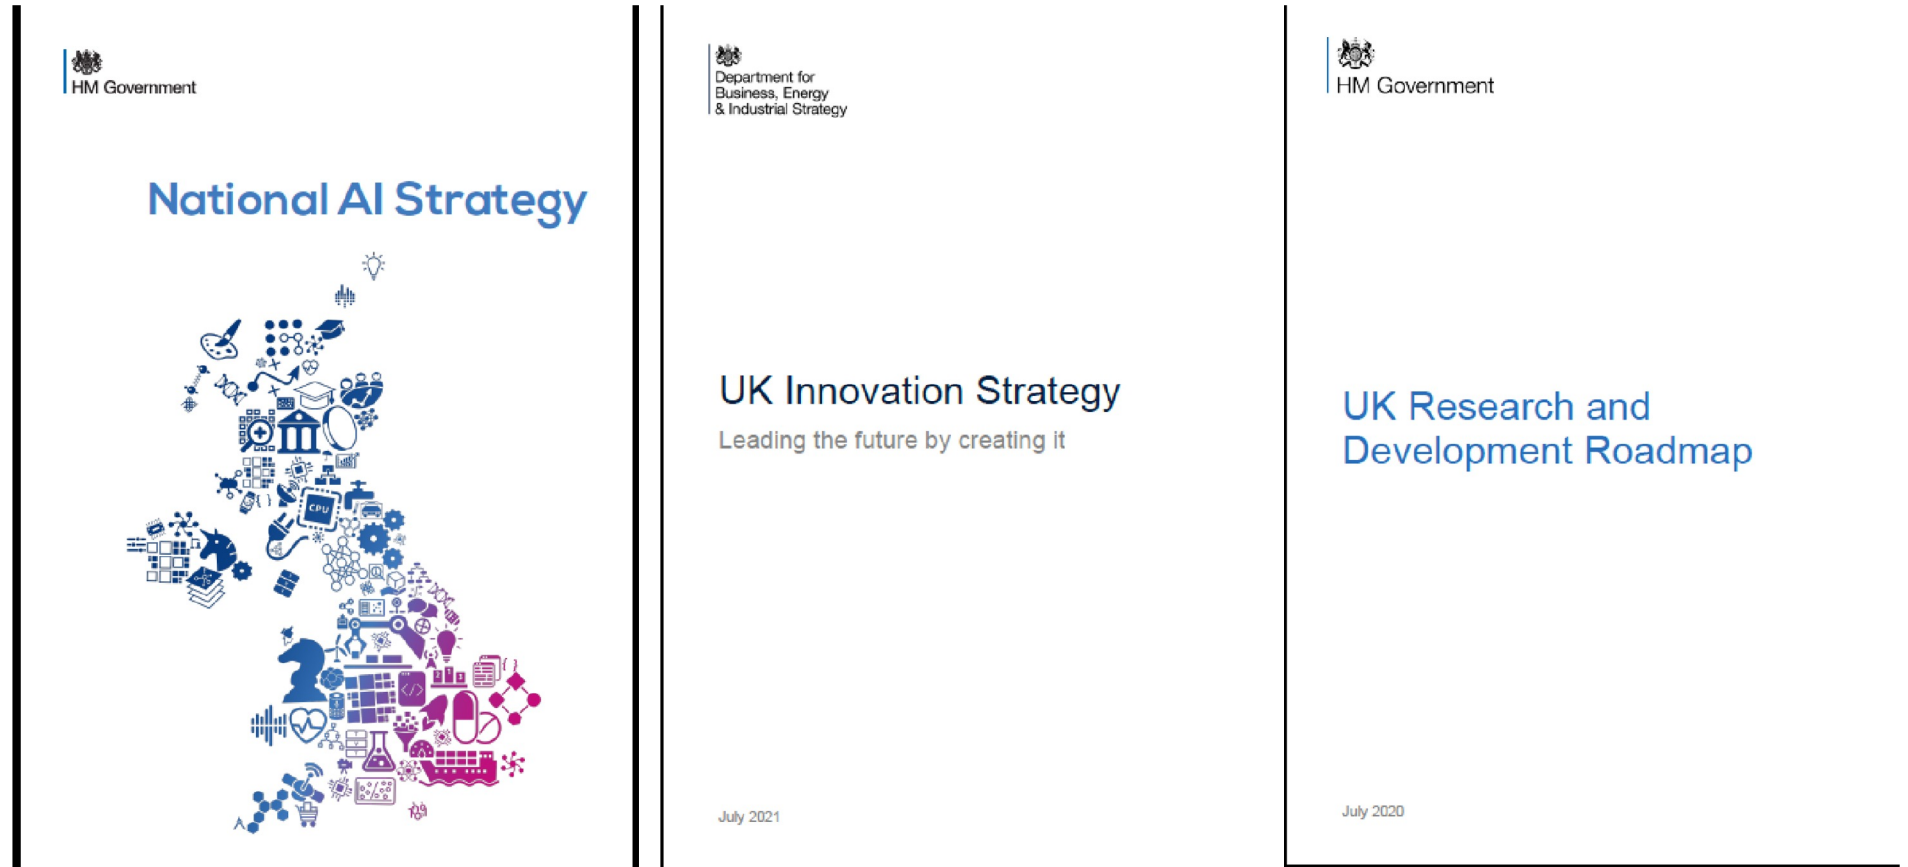 HM Government
National AI Strategy
CPU
</>
{ }
Department for
Business, Energy
& Industrial Strategy
UK Innovation Strategy
Leading the future by creating it
July 2021
HM Government
UK Research and
Development Roadmap
July 2020